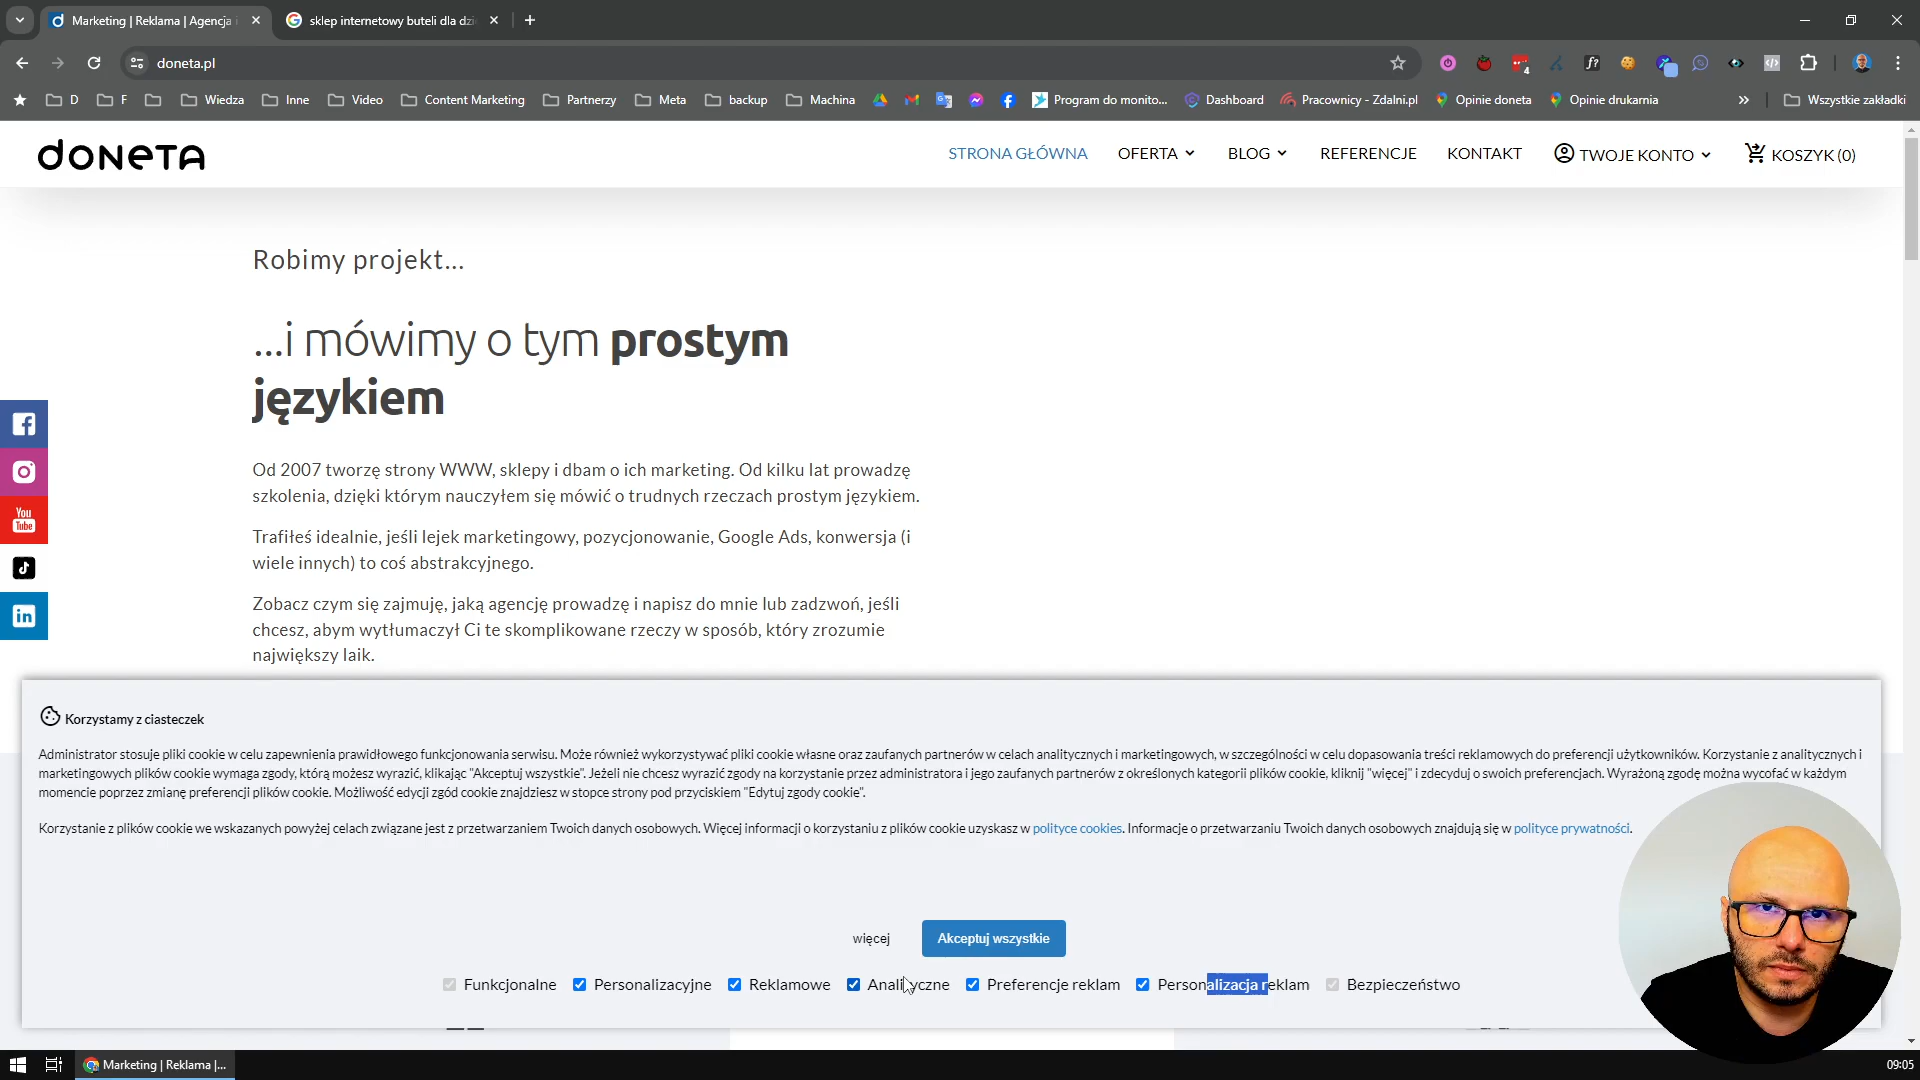 Marketing | Reklama | Agencja i
sklep internetowy buteli dla dzie
doneta.pl
D
F
Wiedza
Inne
Video
Content Marketing
Partnerzy
Meta
backup
Machina
Program do monito...
Dashboard
Pracownicy - Zdalni.pl
Opinie doneta
Opinie drukarnia
»
Wszystkie zakładki
DONETA
STRONA GŁÓWNA
OFERTA
BLOG
REFERENCJE
KONTAKT
TWOJE KONTO
KOSZYK (0)
Robimy projekt...
...i mówimy o tym prostym
językiem
Od 2007 tworzę strony WWW, sklepy i dbam o ich marketing. Od kilku lat prowadzę
szkolenia, dzięki którym nauczyłem się mówić o trudnych rzeczach prostym językiem.
Trafiłeś idealnie, jeśli lejek marketingowy, pozycjonowanie, Google Ads, konwersja (i
wiele innych) to coś abstrakcyjnego.
Zobacz czym się zajmuję, jaką agencję prowadzę i napisz do mnie lub zadzwoń, jeśli
chcesz, abym wytłumaczył Ci te skomplikowane rzeczy w sposób, który zrozumie
największy laik.
You
Tube
in
Korzystamy z ciasteczek
Administrator stosuje pliki cookie w celu zapewnienia prawidłowego funkcjonowania serwisu. Może również wykorzystywać pliki cookie własne oraz zaufanych partnerów w celach analitycznych i marketingowych, w szczególności w celu dopasowania treści reklamowych do preferencji użytkowników. Korzystanie z analitycznych i
marketingowych plików cookie wymaga zgody, którą możesz wyrazić, klikając "Akceptuj wszystkie". Jeżeli nie chcesz wyrazić zgody na korzystanie przez administratora i jego zaufanych partnerów z określonych kategorii plików cookie, kliknij "więcej" i zdecyduj o swoich preferencjach. Wyrażoną zgodę można wycofać w każdym
momencie poprzez zmianę preferencji plików cookie. Możliwość edycji zgód cookie znajdziesz w stopce strony pod przyciskiem "Edytuj zgody cookie".
Korzystanie z plików cookie we wskazanych powyżej celach związane jest z przetwarzaniem Twoich danych osobowych. Więcej informacji o korzystaniu z plików cookie uzyskasz w polityce cookies. Informacje o przetwarzaniu Twoich danych osobowych znajdują się w polityce prywatności.
więcej
Akceptuj wszystkie
Funkcjonalne
Personalizacyjne
Reklamowe
Analityczne
Preferencje reklam
Personalizacja reklam
Bezpieczeństwo
Marketing | Reklama |...
09:05